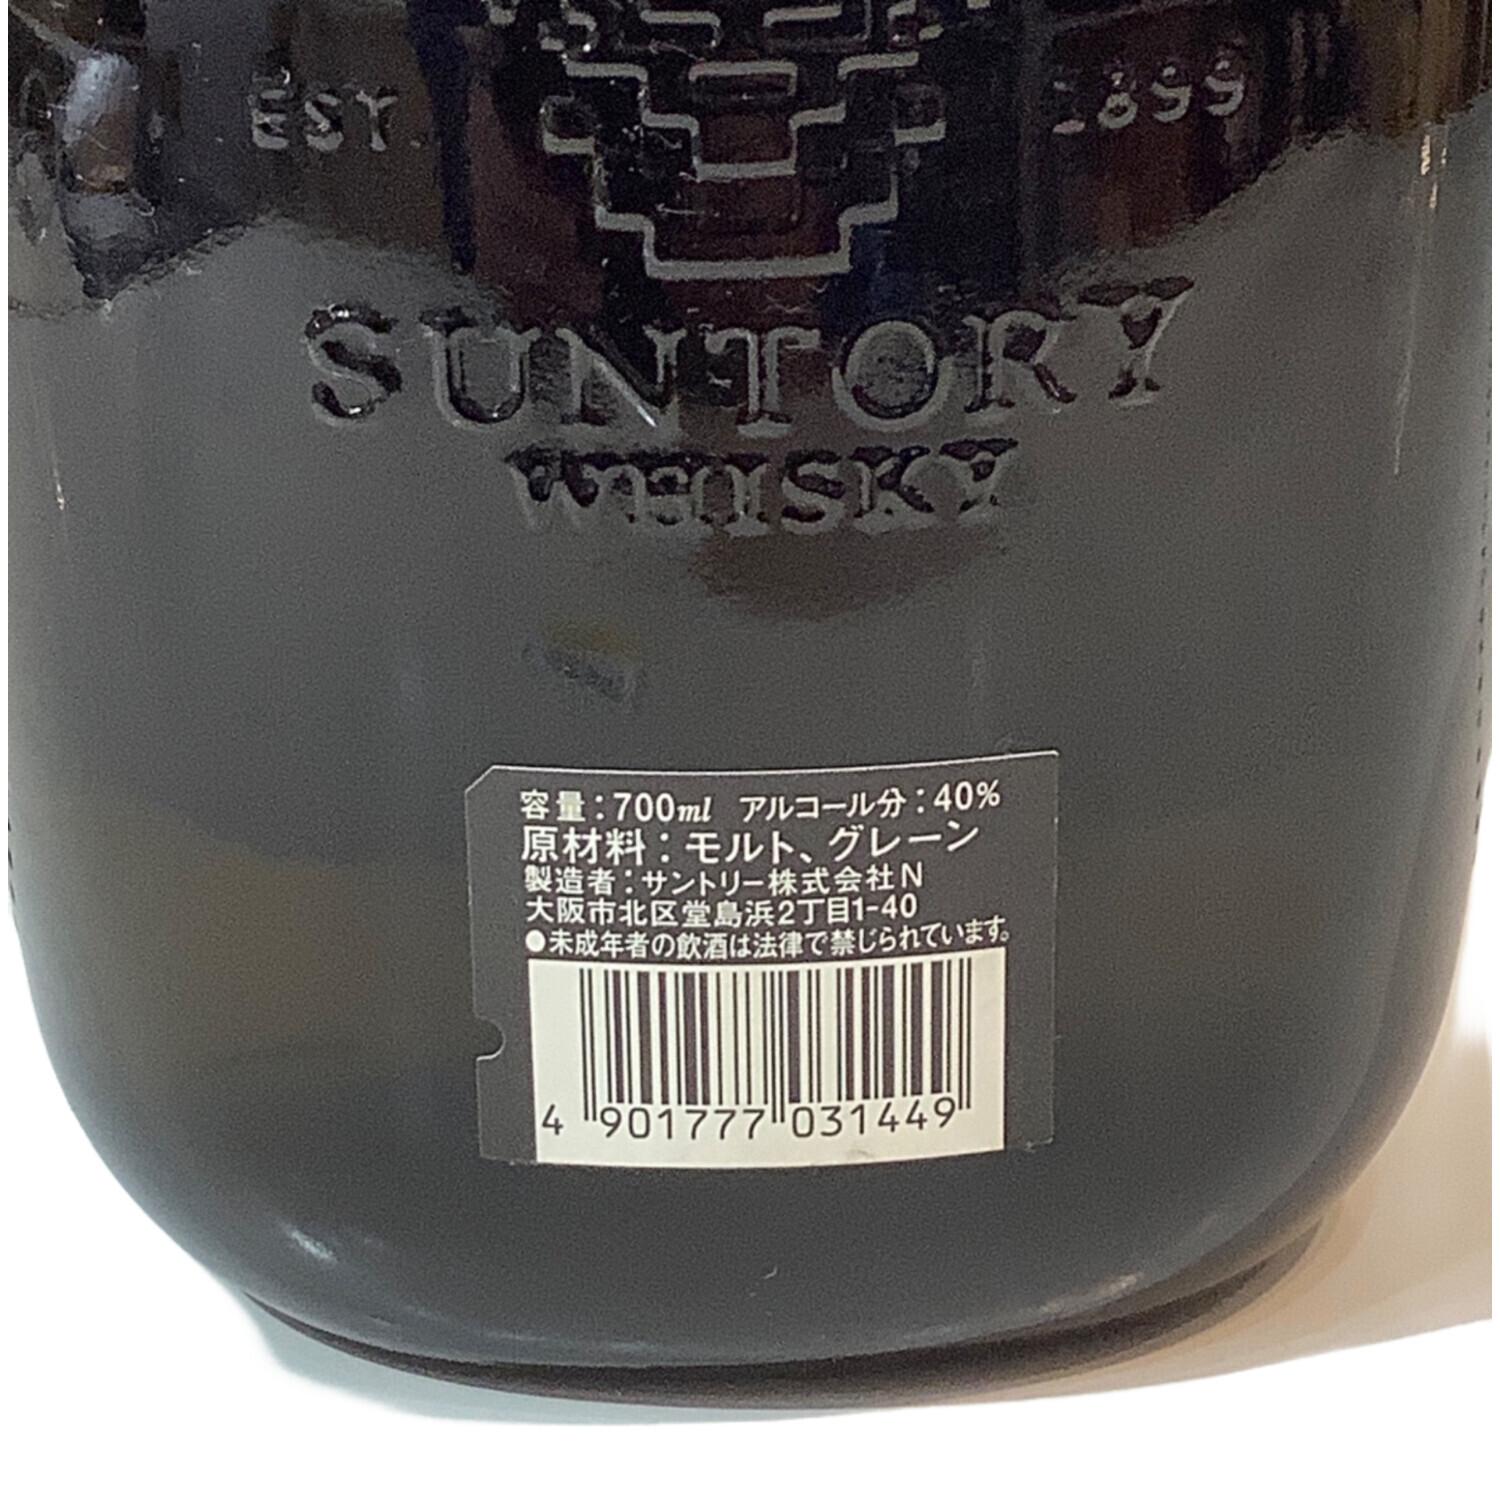 EST. 1899
SUNTORY
WHISKY
容量：700ml アルコール分：40%
原材料：モルト、グレーン
製造者：サントリー株式会社N
大阪市北区堂島浜2丁目1-40
●未成年者の飲酒は法律で禁じられています。
4 901777 031449